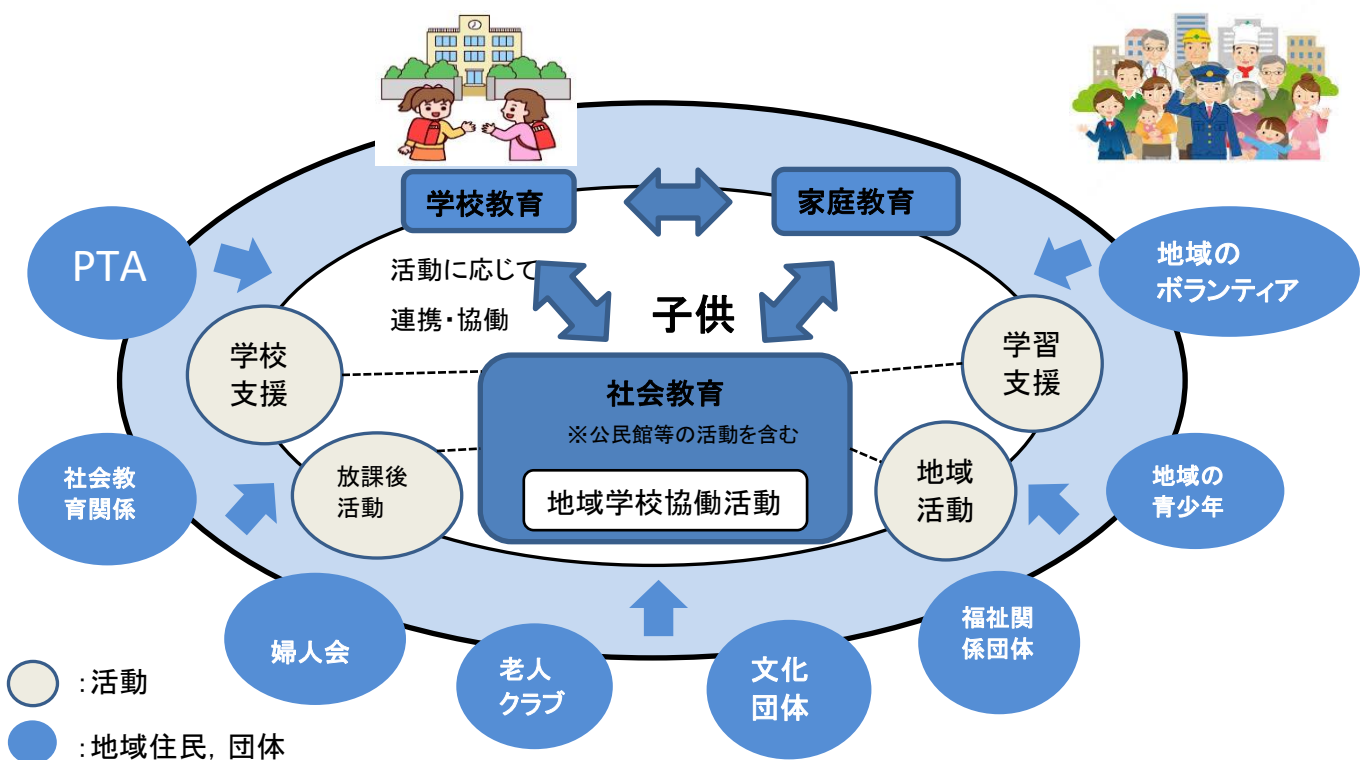 学校教育
家庭教育
PTA
地域の
ボランティア
活動に応じて
連携・協働
子供
学校
支援
学習
支援
社会教育
※公民館等の活動を含む
地域学校協働活動
社会教
育関係
放課後
活動
地域
活動
地域の
青少年
婦人会
老人
クラブ
文化
団体
福祉関
係団体
：活動
：地域住民，団体